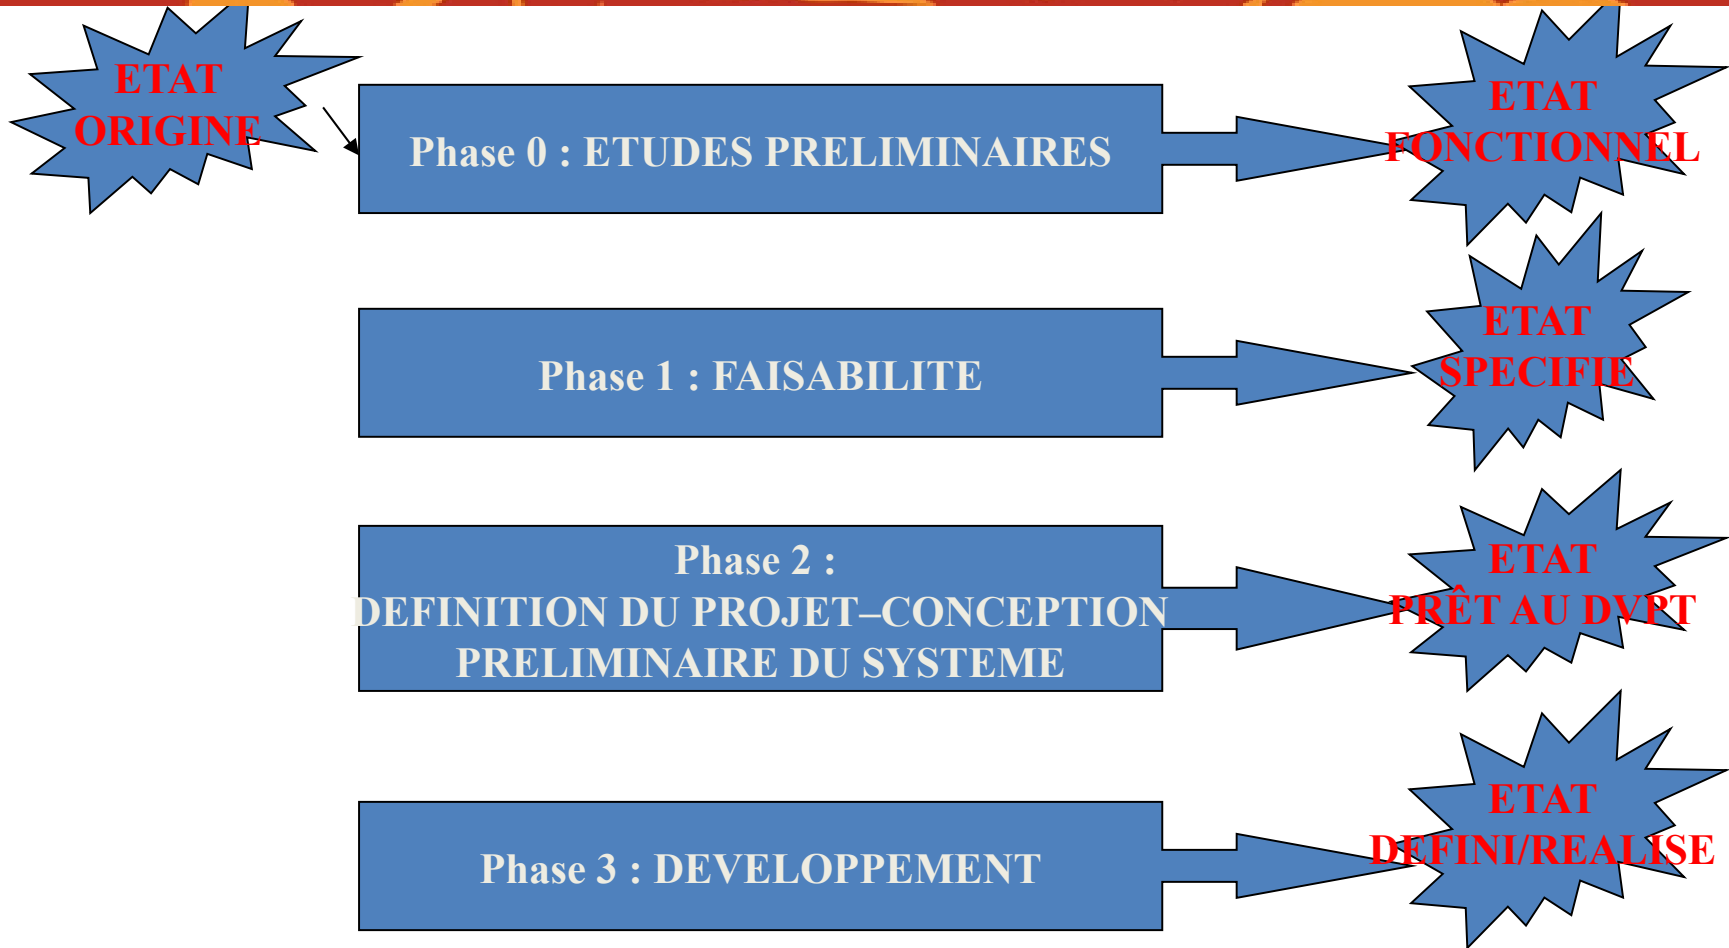 ETAT
ORIGINE
Phase 0 : ETUDES PRELIMINAIRES
ETAT
FONCTIONNEL
Phase 1 : FAISABILITE
ETAT
SPECIFIE
Phase 2 :
DEFINITION DU PROJET–CONCEPTION
PRELIMINAIRE DU SYSTEME
ETAT
PRÊT AU DVPT
Phase 3 : DEVELOPPEMENT
ETAT
DEFINI/REALISE